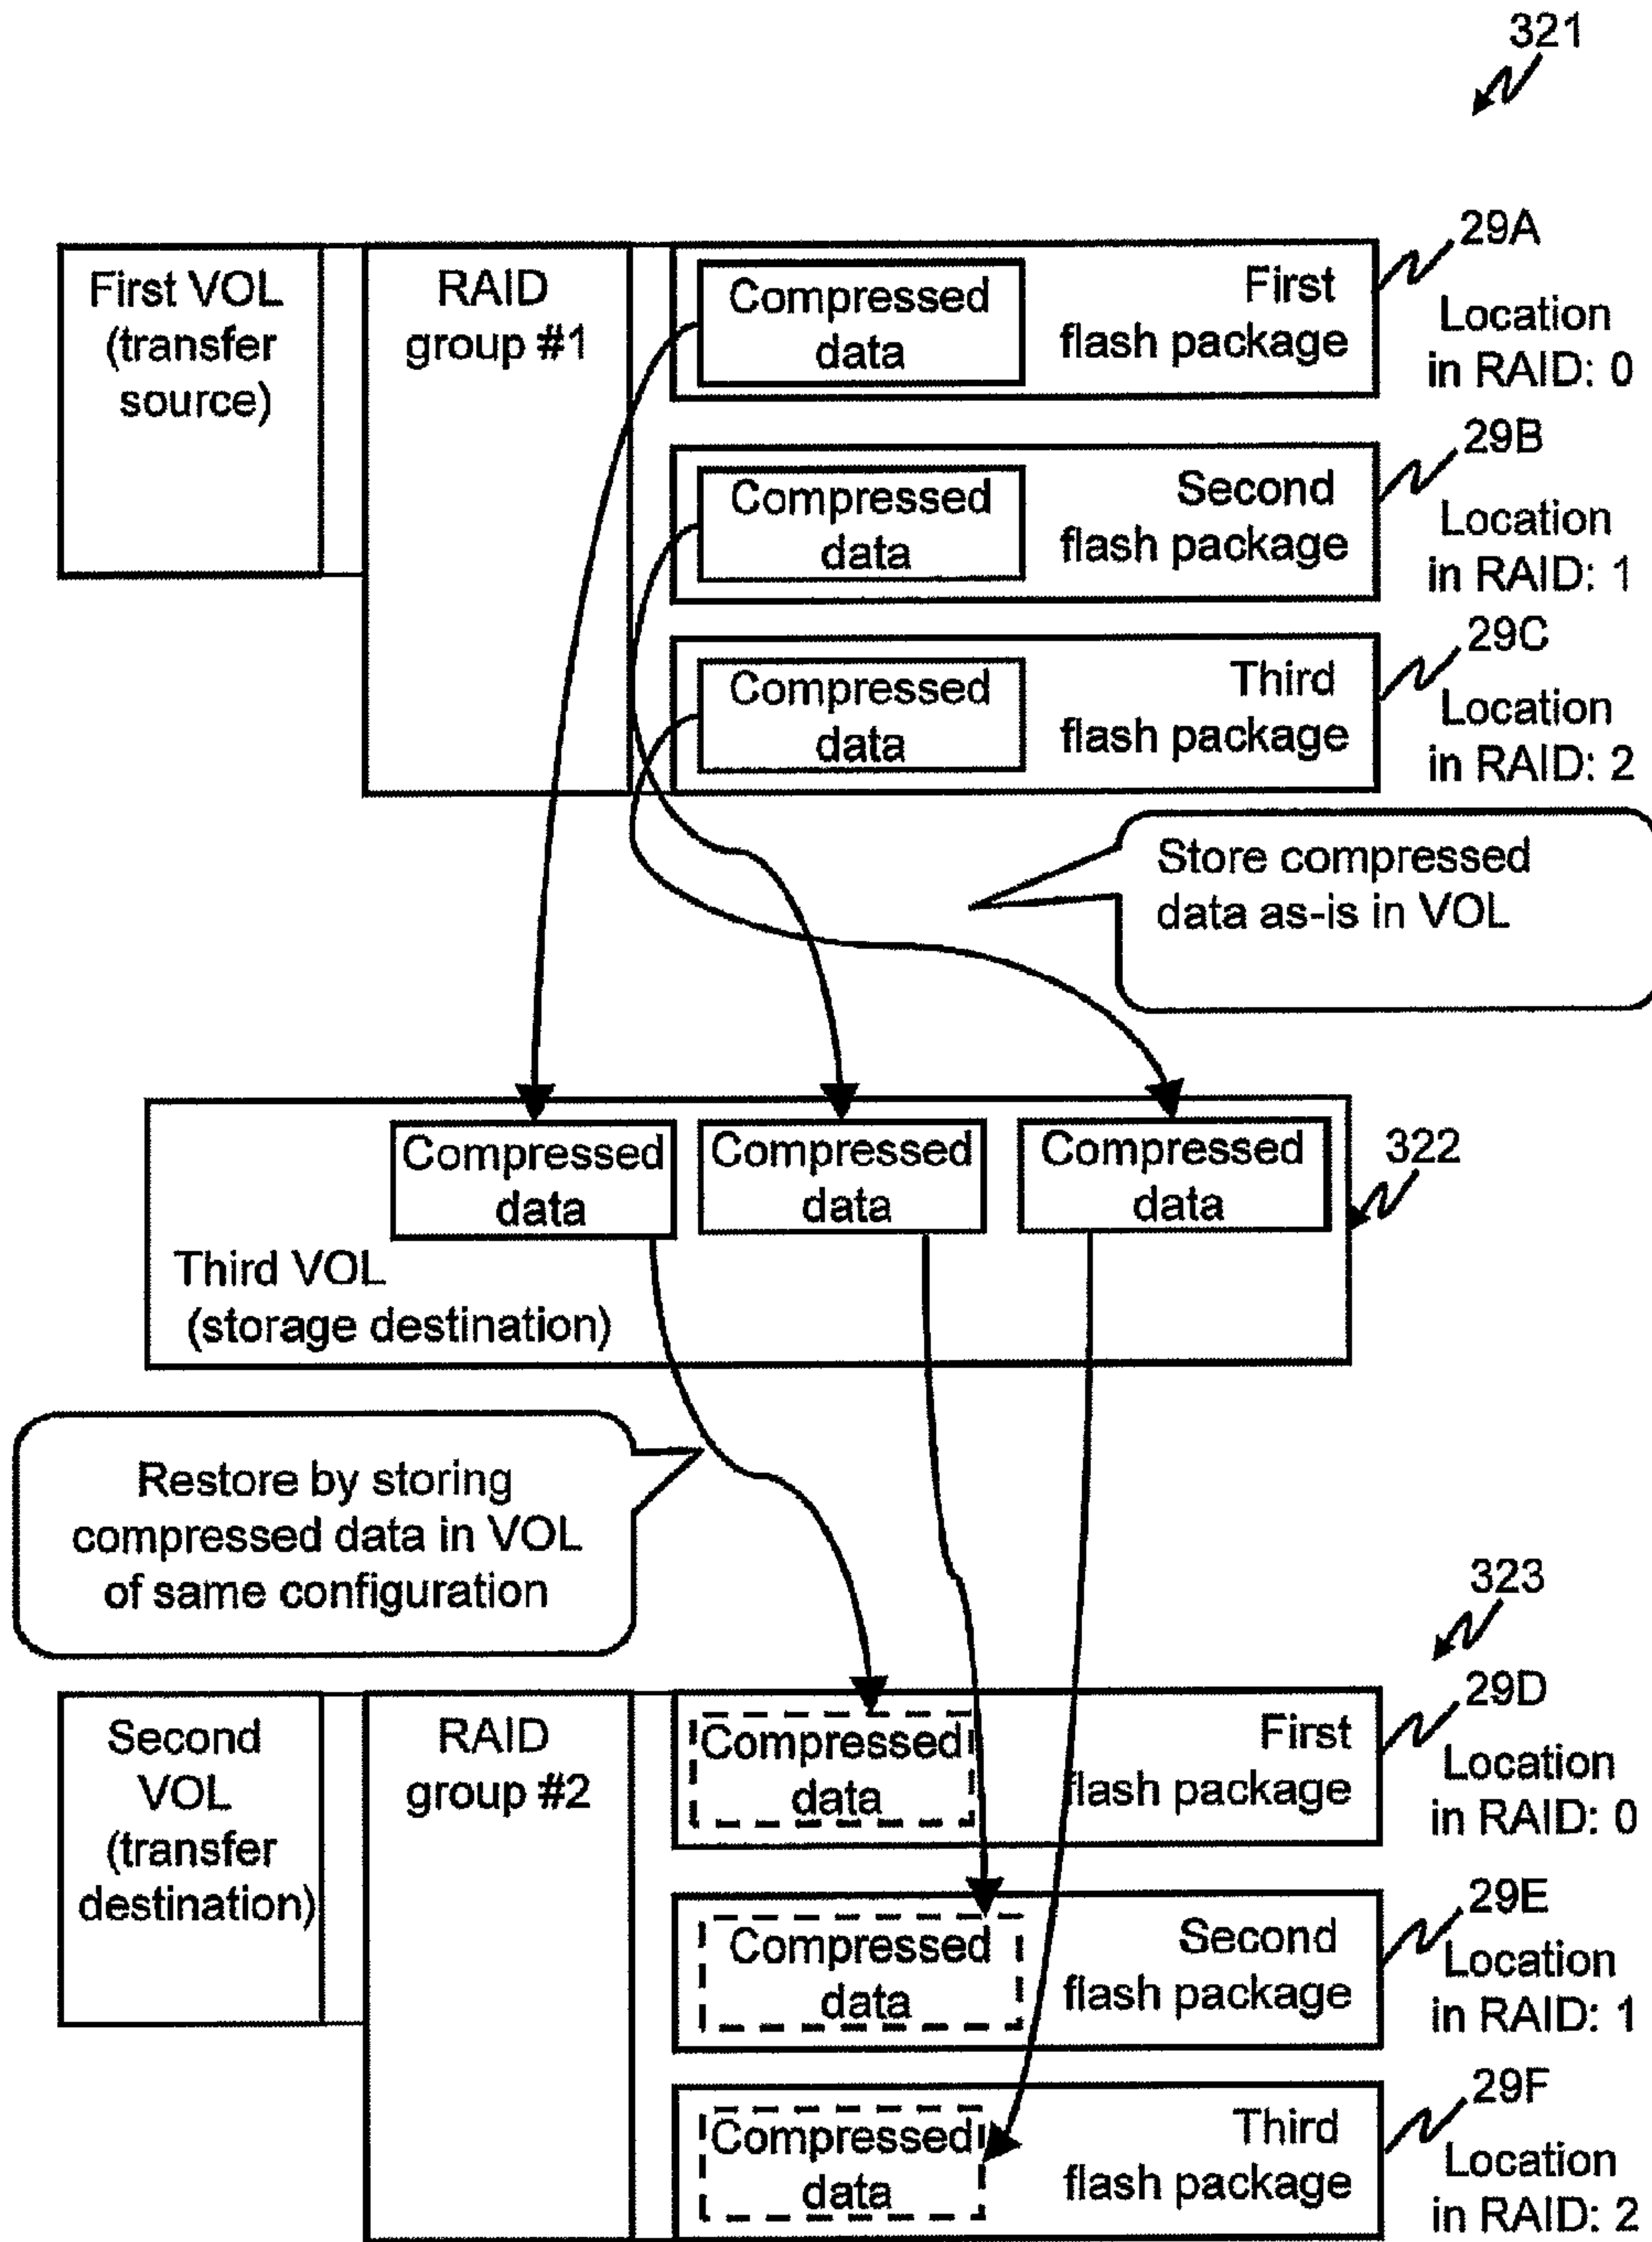 321
First VOL
(transfer
source)
RAID
group #1
Compressed
data
First
flash package
29A
Location
in RAID: 0
Compressed
data
Second
flash package
29B
Location
in RAID: 1
Compressed
data
Third
flash package
29C
Location
in RAID: 2
Store compressed
data as-is in VOL
Compressed
data
Compressed
data
Compressed
data
322
Third VOL
(storage destination)
Restore by storing
compressed data in VOL
of same configuration
323
Second
VOL
(transfer
destination)
RAID
group #2
Compressed
data
First
flash package
29D
Location
in RAID: 0
Compressed
data
Second
flash package
29E
Location
in RAID: 1
Compressed
data
Third
flash package
29F
Location
in RAID: 2